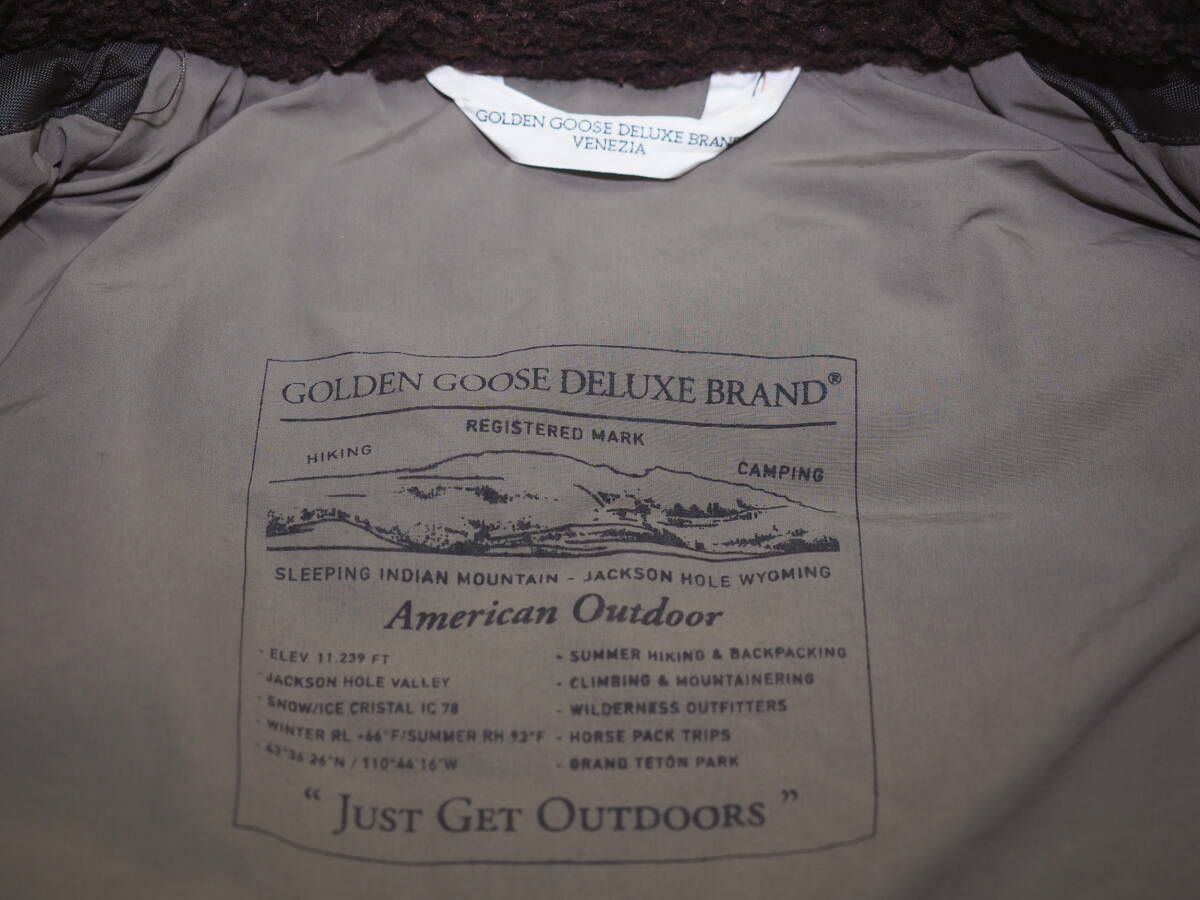 GOLDEN GOOSE DELUXE BRAND
VENEZIA
GOLDEN GOOSE DELUXE BRAND®
REGISTERED MARK
HIKING
CAMPING
SLEEPING INDIAN MOUNTAIN - JACKSON HOLE WYOMING
American Outdoor
- ELEV 11.239 FT
- JACKSON HOLE VALLEY
- SNOW/ICE CRISTAL IC 78
- WINTER RL -66°F/SUMMER RH 93°F
- 43°36'26"N / 110°44'16"W
- SUMMER HIKING & BACKPACKING
- CLIMBING & MOUNTAINERING
- WILDERNESS OUTFITTERS
- HORSE PACK TRIPS
- GRAND TETON PARK
“ JUST GET OUTDOORS ”